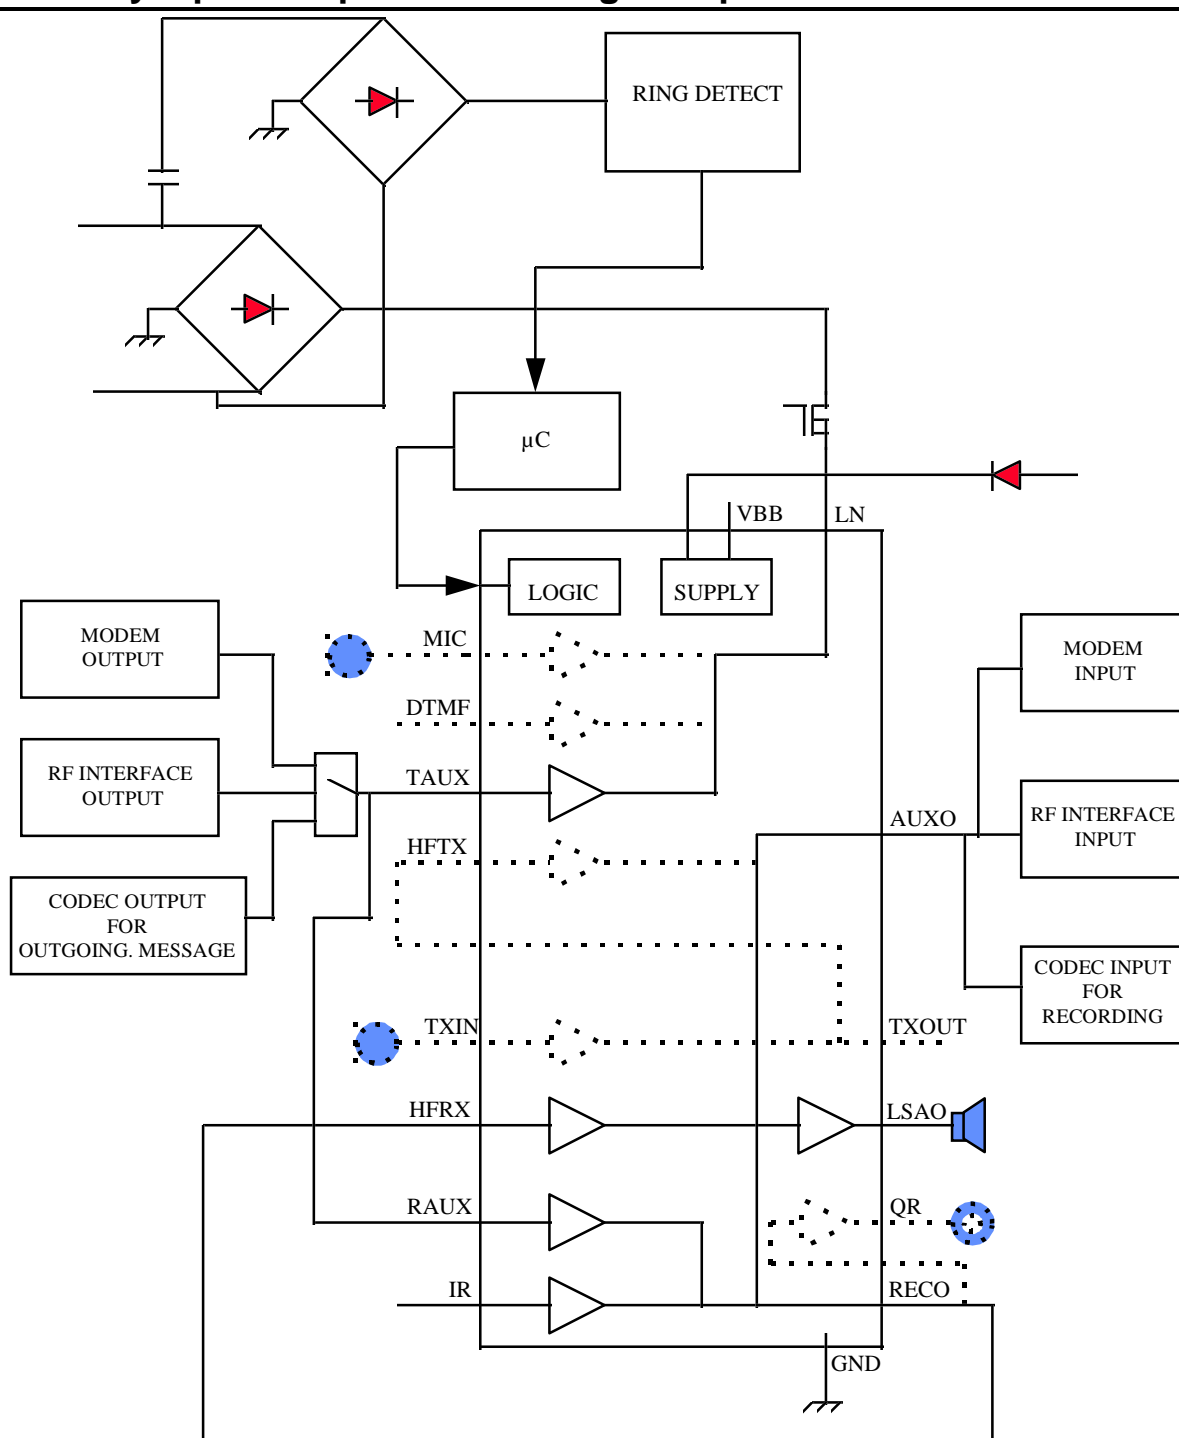 RING DETECT
µC
VBB
LN
LOGIC
SUPPLY
MODEM
OUTPUT
MIC
MODEM
INPUT
DTMF
RF INTERFACE
OUTPUT
TAUX
AUXO
RF INTERFACE
INPUT
HFTX
CODEC OUTPUT
FOR
OUTGOING. MESSAGE
CODEC INPUT
FOR
RECORDING
TXIN
TXOUT
HFRX
LSAO
RAUX
QR
IR
RECO
GND